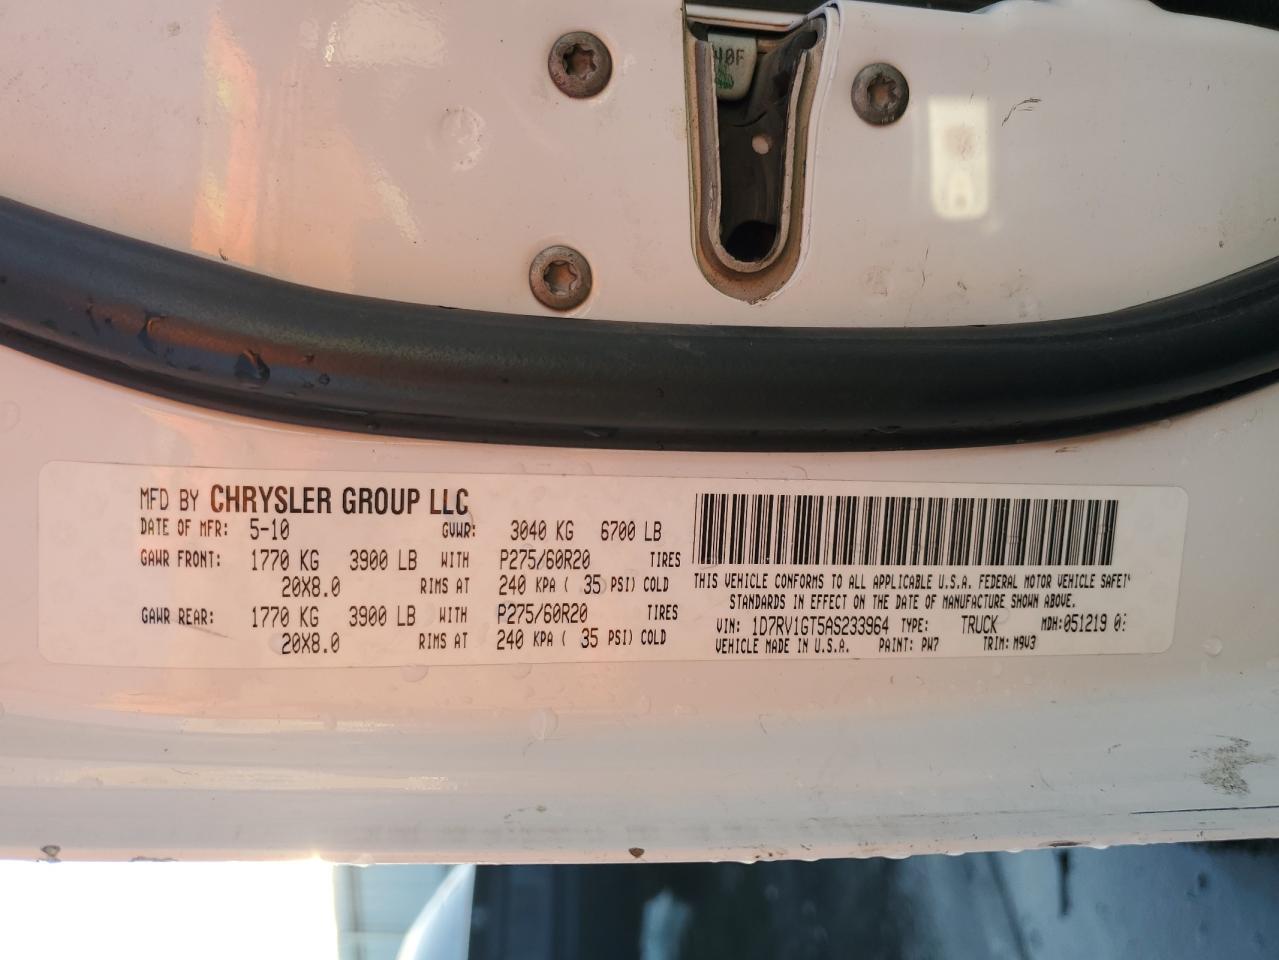 40F
MFD BY CHRYSLER GROUP LLC
DATE OF MFR: 5-10 GVWR: 3040 KG 6700 LB
GAWR FRONT: 1770 KG 3900 LB WITH P275/60R20 TIRES
20X8.0 RIMS AT 240 KPA ( 35 PSI) COLD
GAWR REAR: 1770 KG 3900 LB WITH P275/60R20 TIRES
20X8.0 RIMS AT 240 KPA ( 35 PSI) COLD
THIS VEHICLE CONFORMS TO ALL APPLICABLE U.S.A. FEDERAL MOTOR VEHICLE SAFETY
STANDARDS IN EFFECT ON THE DATE OF MANUFACTURE SHOWN ABOVE.
VIN: 1D7RV1GT5AS233964 TYPE: TRUCK MDH: 051219
VEHICLE MADE IN U.S.A. PAINT: PW7 TRIM: M9V3